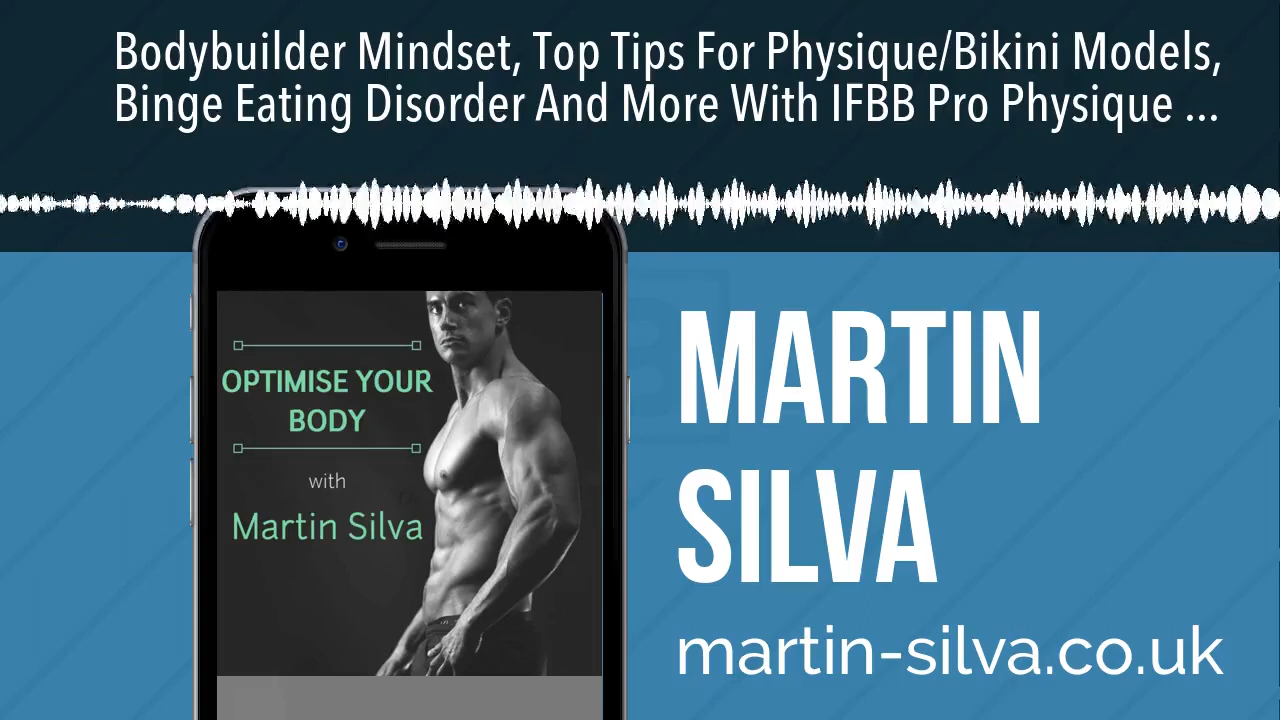 Bodybuilder Mindset, Top Tips For Physique/Bikini Models,
Binge Eating Disorder And More With IFBB Pro Physique ...
OPTIMISE YOUR
BODY
with
Martin Silva
MARTIN
SILVA
martin-silva.co.uk